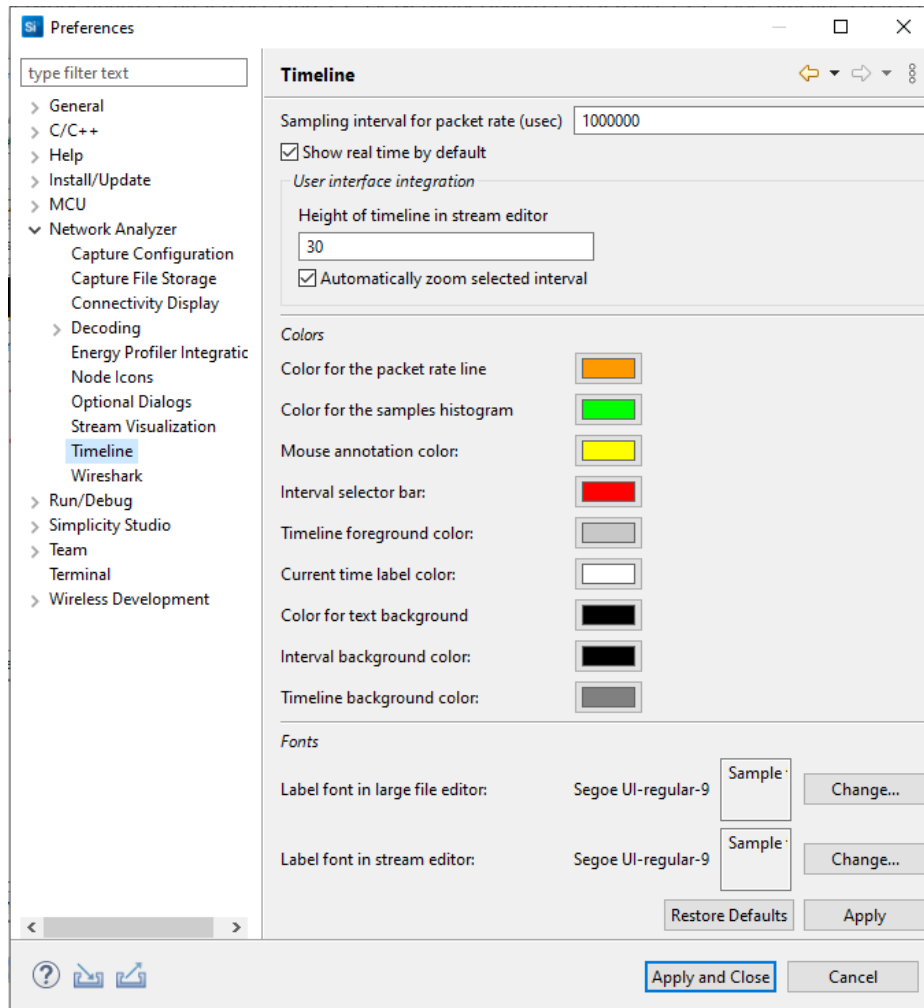 Si Preferences
type filter text
General
C/C++
Help
Install/Update
MCU
Network Analyzer
Capture Configuration
Capture File Storage
Connectivity Display
Decoding
Energy Profiler Integratic
Node Icons
Optional Dialogs
Stream Visualization
Timeline
Wireshark
Run/Debug
Simplicity Studio
Team
Terminal
Wireless Development
Timeline
Sampling interval for packet rate (usec) 1000000
Show real time by default
User interface integration
Height of timeline in stream editor
30
Automatically zoom selected interval
Colors
Color for the packet rate line
Color for the samples histogram
Mouse annotation color:
Interval selector bar:
Timeline foreground color:
Current time label color:
Color for text background
Interval background color:
Timeline background color:
Fonts
Label font in large file editor: Segoe UI-regular-9 Sample Change...
Label font in stream editor: Segoe UI-regular-9 Sample Change...
Restore Defaults Apply
? Apply and Close Cancel